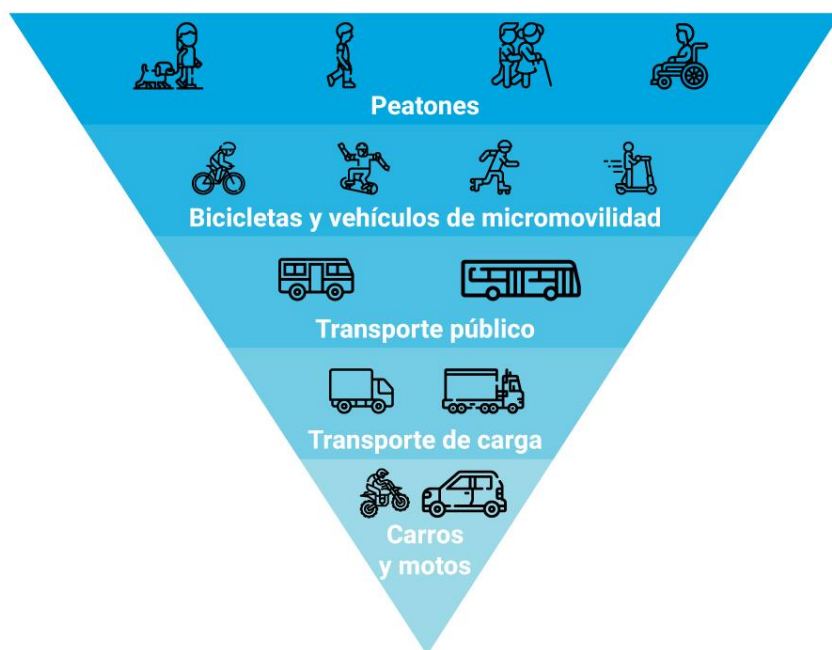 Peatones
Bicicletas y vehículos de micromovilidad
Transporte público
Transporte de carga
Carros
y motos